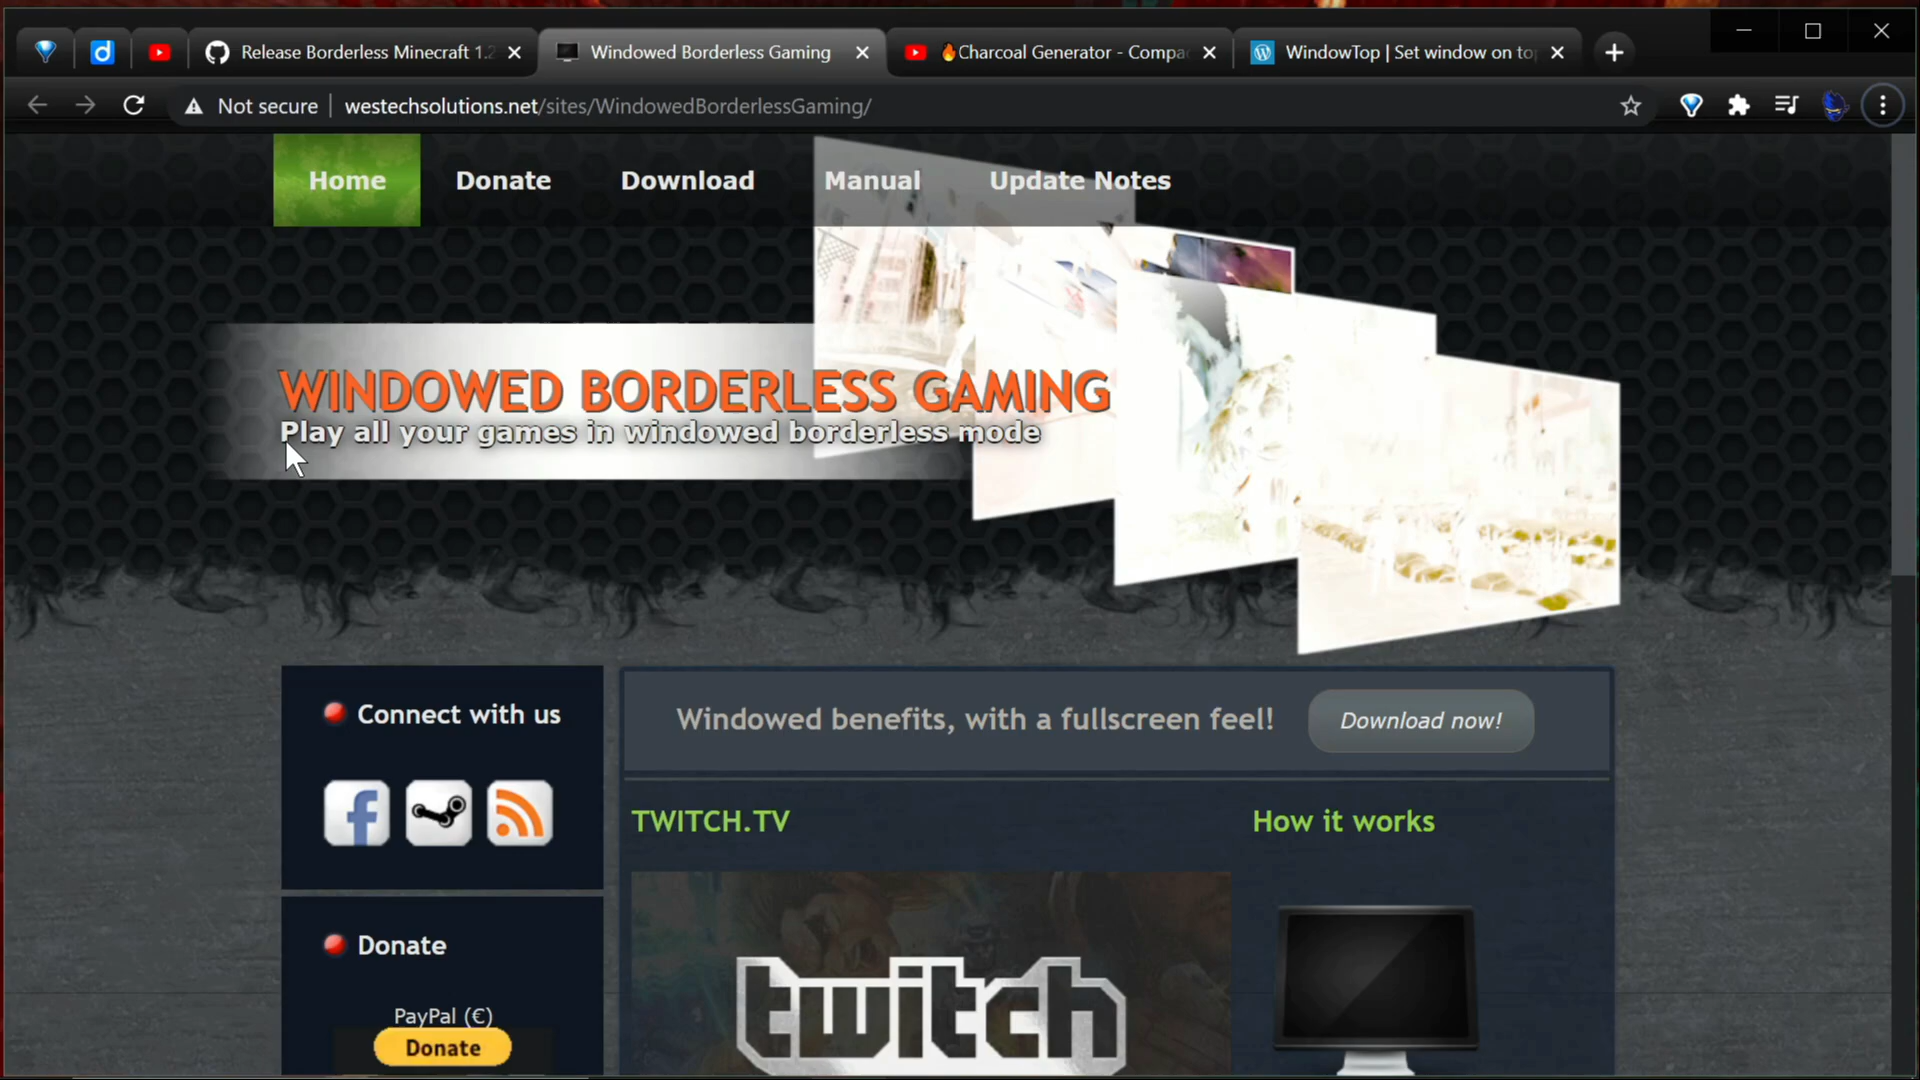 Release Borderless Minecraft 1.2
Windowed Borderless Gaming
Charcoal Generator - Compa
WindowTop | Set window on to
Not secure
westechsolutions.net/sites/WindowedBorderlessGaming/
Home
Donate
Download
Manual
Update Notes
WINDOWED BORDERLESS GAMING
Play all your games in windowed borderless mode
Connect with us
Windowed benefits, with a fullscreen feel!
Download now!
TWITCH.TV
How it works
Donate
PayPal (€)
Donate
twitch